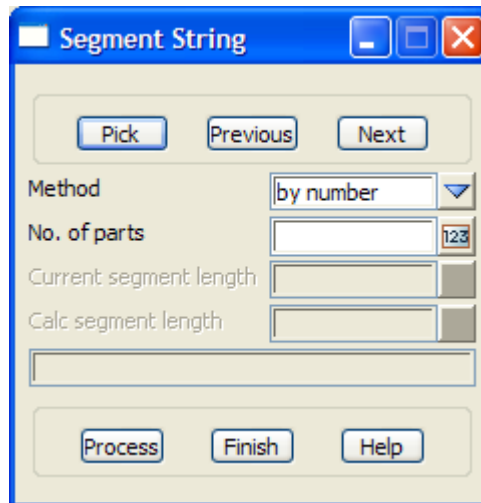 Segment String
Pick Previous Next
Method by number
No. of parts 123
Current segment length
Calc segment length
Process Finish Help